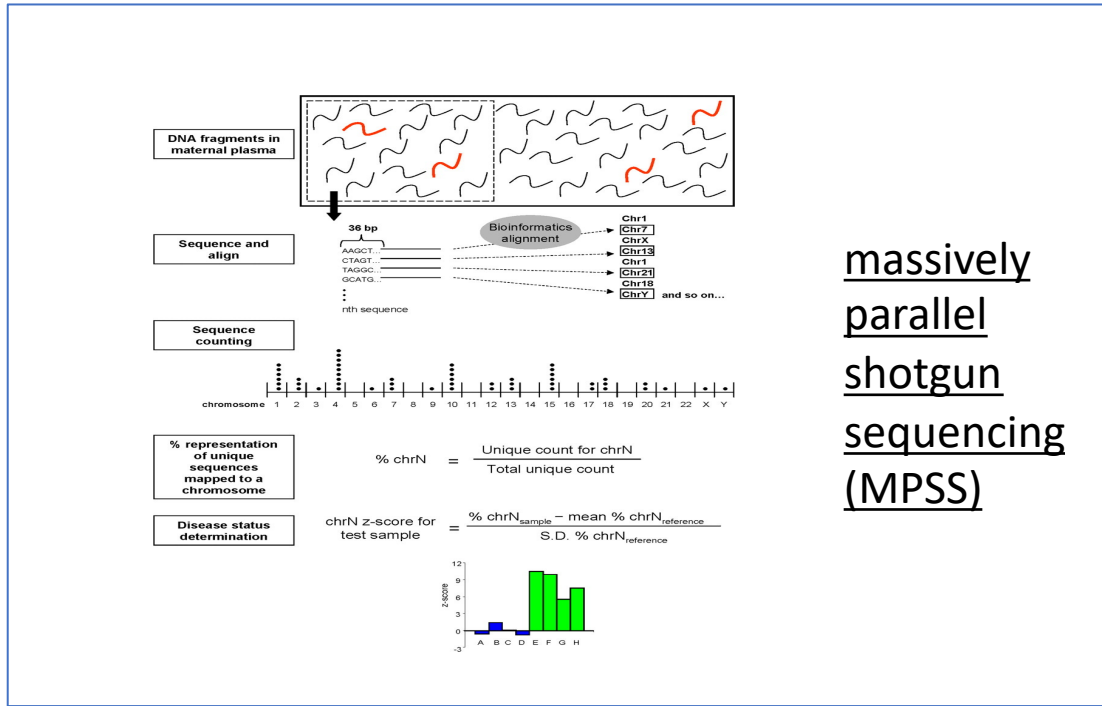 DNA fragments in
maternal plasma
Sequence and
align
36 bp
AAGCT...
CTAGT...
TAGGC...
GCATG...
nth sequence
Bioinformatics
alignment
Chr1
Chr7
ChrX
Chr13
Chr1
Chr21
Chr18
ChrY and so on...
Sequence
counting
chromosome 1 2 3 4 5 6 7 8 9 10 11 12 13 14 15 16 17 18 19 20 21 22 X Y
% representation
of unique
sequences
mapped to a
chromosome
% chrN = Unique count for chrN
Total unique count
Disease status
determination
chrN z-score for
test sample
= % chrNsample – mean % chrNreference
S.D. % chrNreference
z-score
12
9
6
3
0
-3
A B C D E F G H
massively
parallel
shotgun
sequencing
(MPSS)